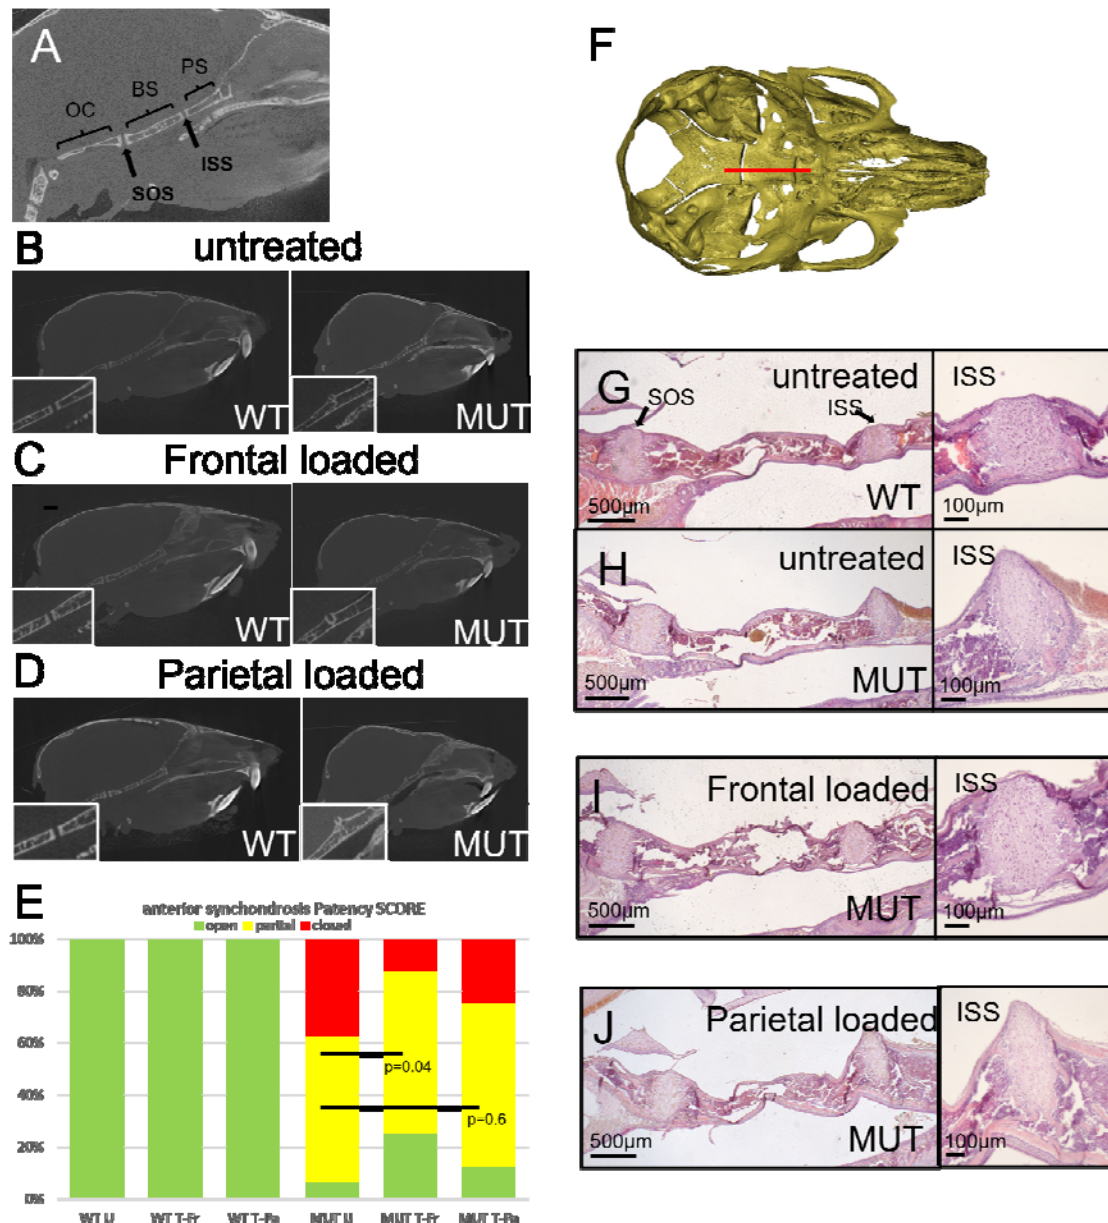 A
PS
BS
OC
ISS
SOS
B untreated
WT MUT
C Frontal loaded
WT MUT
D Parietal loaded
WT MUT
E
anterior synchondrosis Patency SCORE
open partial closed
100%
80%
60%
40%
20%
0%
p=0.04
p=0.6
WT U WT T-Fr WT T-Pa MUT U MUT T-Fr MUT T-Pa
F
G untreated ISS
SOS ISS
WT
500μm 100μm
H untreated ISS
MUT
500μm 100μm
I Frontal loaded ISS
MUT
500μm 100μm
J Parietal loaded ISS
MUT
500μm 100μm